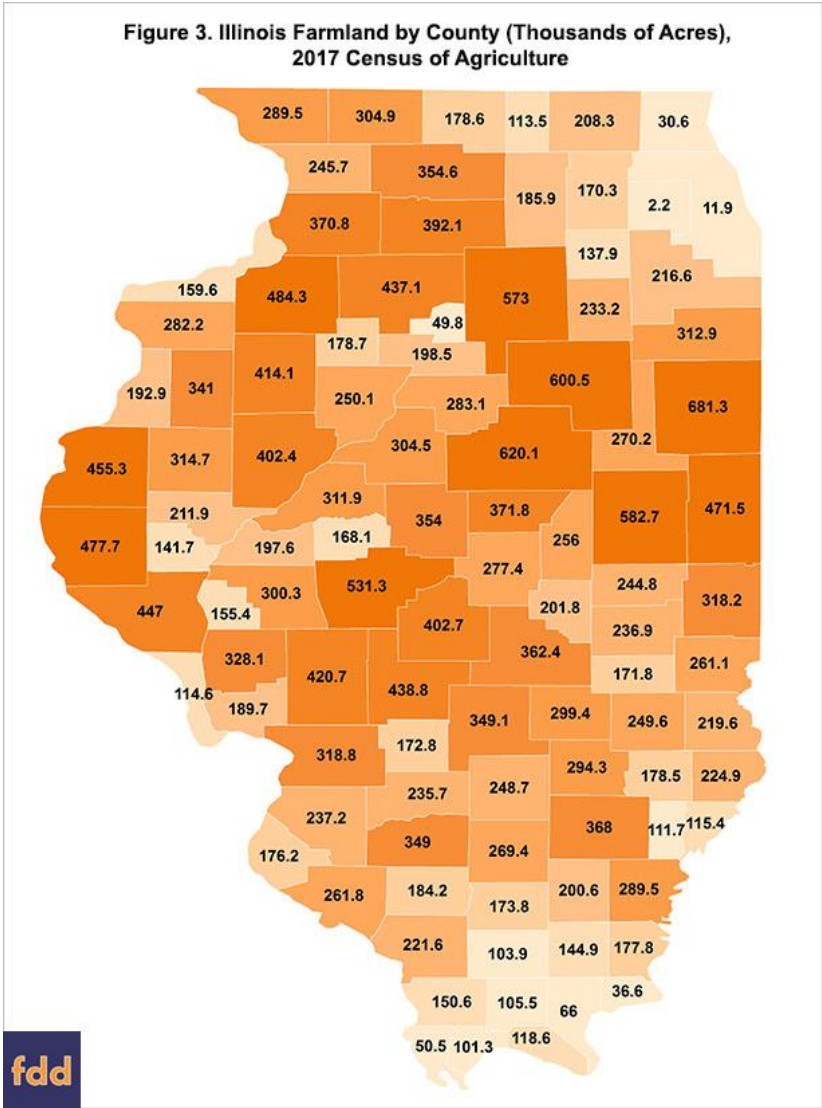 Figure 3. Illinois Farmland by County (Thousands of Acres),
2017 Census of Agriculture
289.5 304.9 178.6 113.5 208.3 30.6
245.7 354.6 185.9 170.3 2.2 11.9
370.8 392.1 137.9
159.6 484.3 437.1 573 216.6
282.2 178.7 49.8 233.2 312.9
198.5
192.9 341 414.1 250.1 283.1 600.5 681.3
455.3 314.7 402.4 304.5 620.1 270.2
211.9 311.9 354 371.8 582.7 471.5
477.7 141.7 197.6 168.1 277.4 256
447 155.4 300.3 531.3 402.7 201.8 244.8 318.2
236.9
328.1 420.7 438.8 362.4 171.8 261.1
114.6 189.7 349.1 299.4 249.6 219.6
318.8 172.8 294.3 178.5 224.9
237.2 235.7 248.7 368 111.7 115.4
176.2 349 269.4
261.8 184.2 173.8 200.6 289.5
221.6 103.9 144.9 177.8
150.6 105.5 66 36.6
50.5 101.3 118.6
fdd